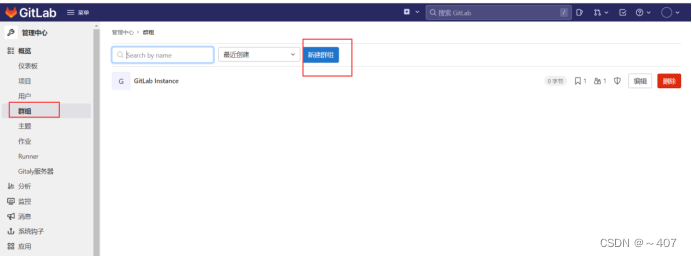 GitLab
菜单
搜索 GitLab
/
管理中心
管理中心 > 群组
概览
Search by name
最近创建
新建群组
仪表板
G
GitLab Instance
0 字节
1
1
编辑
删除
项目
用户
群组
主题
作业
Runner
Gitaly服务器
分析
监控
消息
系统钩子
应用
CSDN @～407